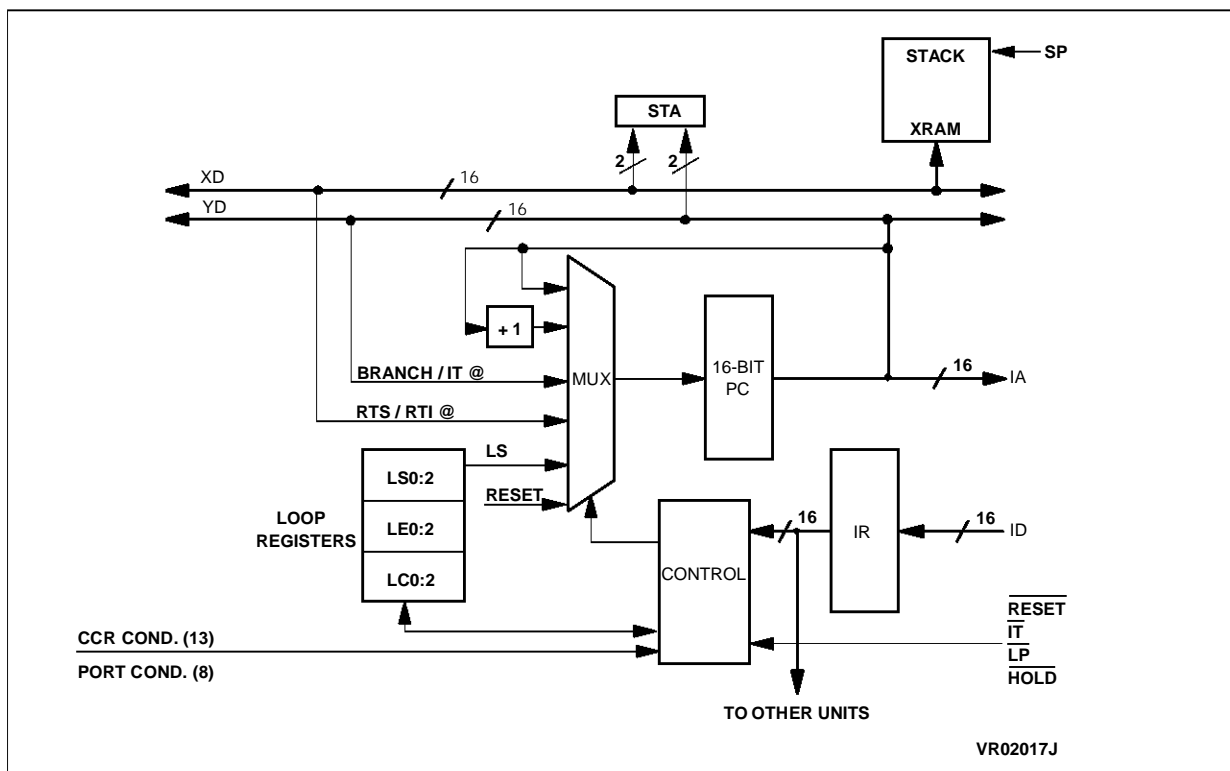 STACK
SP
XRAM
STA
2
2
XD
16
YD
16
+ 1
BRANCH / IT @
MUX
16-BIT
PC
16
IA
RTS / RTI @
LS
LS0:2
RESET
LOOP
REGISTERS
LE0:2
LC0:2
CONTROL
16
IR
16
ID
RESET
IT
LP
HOLD
CCR COND. (13)
PORT COND. (8)
TO OTHER UNITS
VR02017J